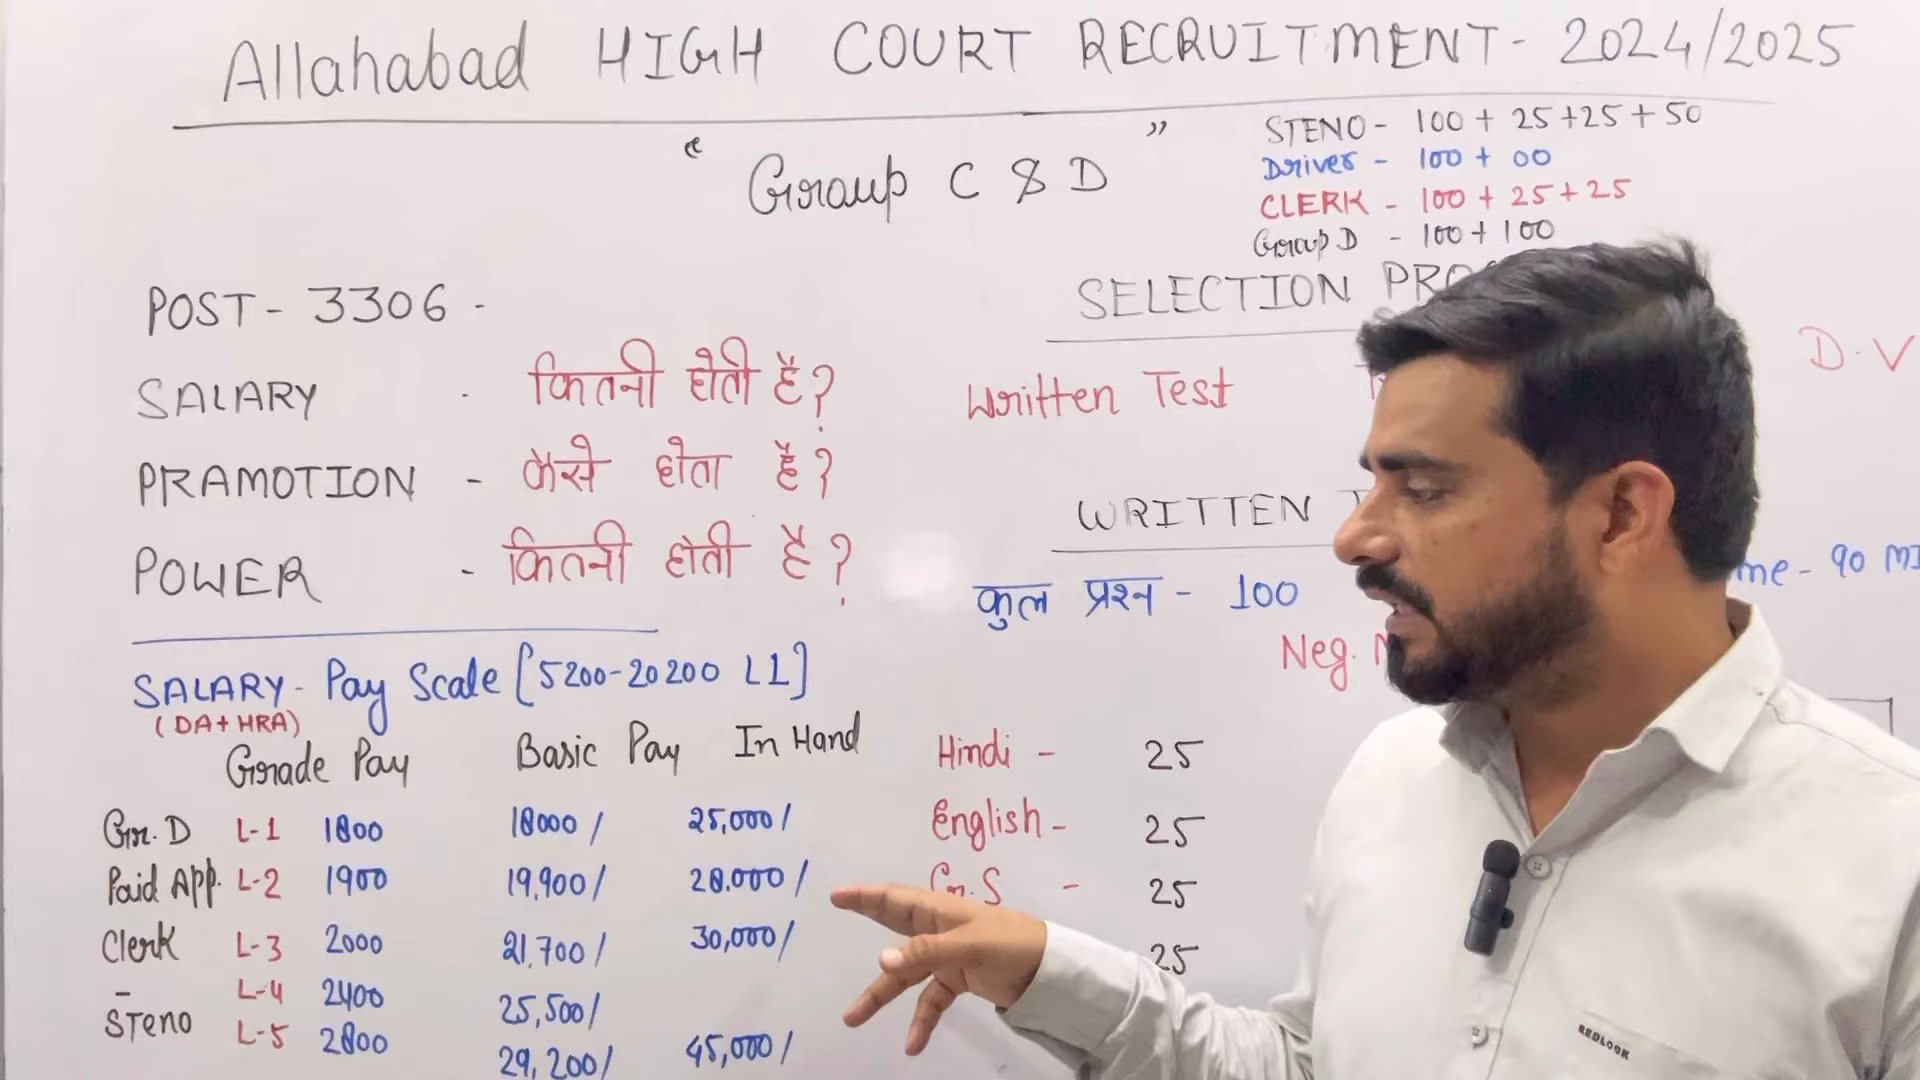 Allahabad HIGH COURT RECRUITMENT - 2024/2025
" Group C & D "
STENO - 100 + 25 + 25 + 50
Driver - 100 + 00
CLERK - 100 + 25 + 25
Group D - 100 + 100
POST - 3306 -
SALARY - कितनी होती है?
PRAMOTION - कैसे होता है?
POWER - कितनी होती है?
SALARY - Pay Scale [5200-20200 L1]
(DA+HRA)
Grade Pay Basic Pay In Hand
Gr. D L-1 1800 18000/ 25,000/
Paid App. L-2 1900 19,900/ 28.000/
Clerk L-3 2000 21,700/ 30,000/
- L-4 2400 25,500/
Steno L-5 2800 29,200/ 45,000/
SELECTION
Written Test
D.V
WRITTEN
कुल प्रश्न - 100
90
Neg.
Hindi - 25
English - 25
G.S - 25
25
REDLOOK